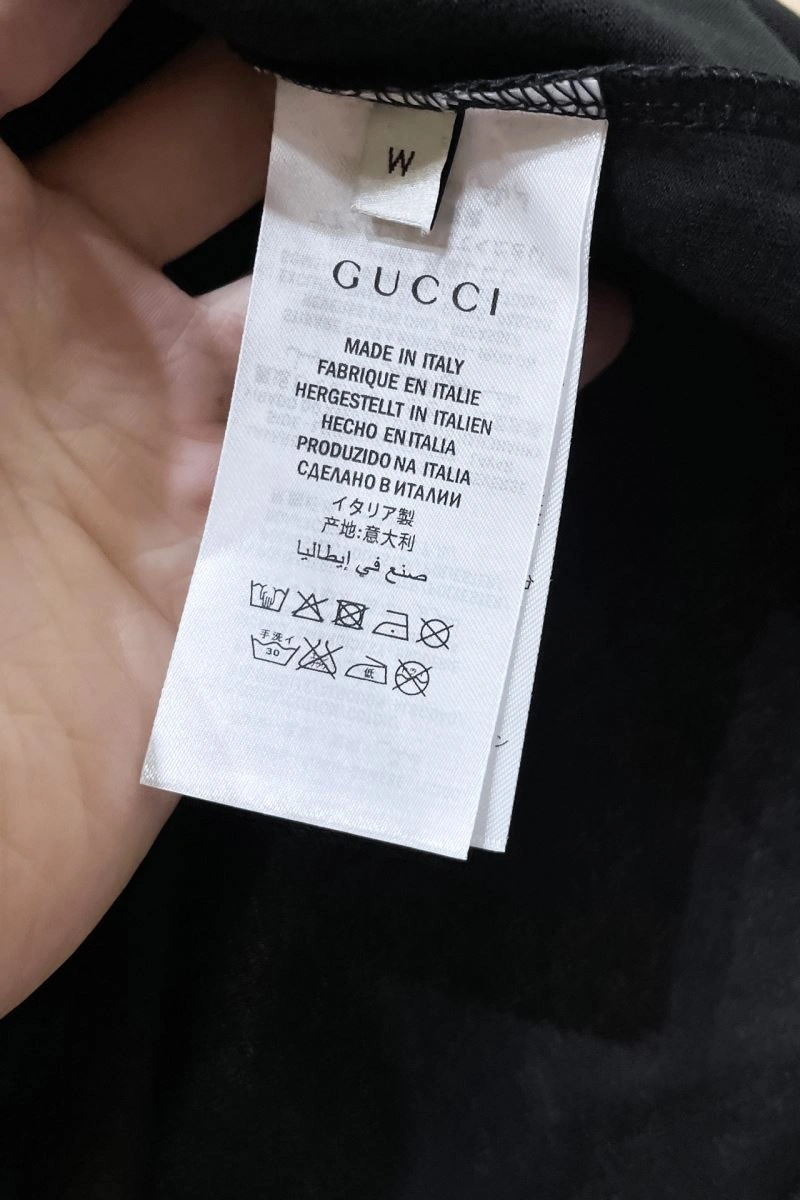 W
GUCCI
MADE IN ITALY
FABRIQUE EN ITALIE
HERGESTELLT IN ITALIEN
HECHO EN ITALIA
PRODUZIDO NA ITALIA
СДЕЛАНО В ИТАЛИИ
イタリア製
产地:意大利
صنع في إيطاليا
手洗イ
30
低